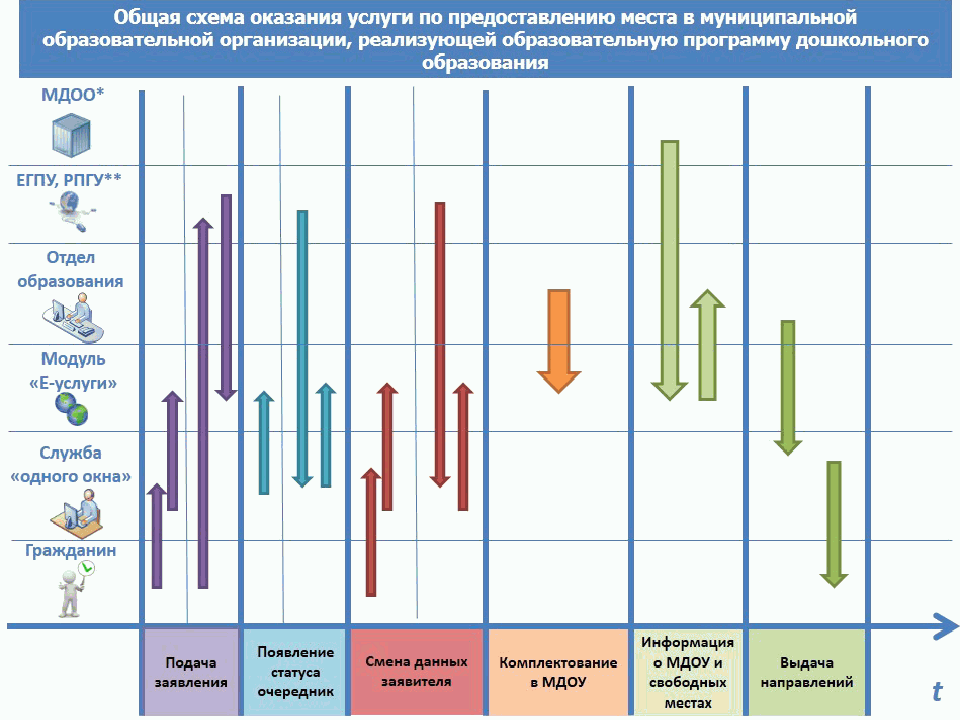 Общая схема оказания услуги по предоставлению места в муниципальной
образовательной организации, реализующей образовательную программу дошкольного
образования
МДОО*
ЕГПУ, РПГУ**
Отдел
образования
Модуль
«Е-услуги»
Служба
«одного окна»
Гражданин
Подача
заявления
Появление
статуса
очередник
Смена данных
заявителя
Комплектование
в МДОУ
Информация
о МДОУ и
свободных
местах
Выдача
направлений
t